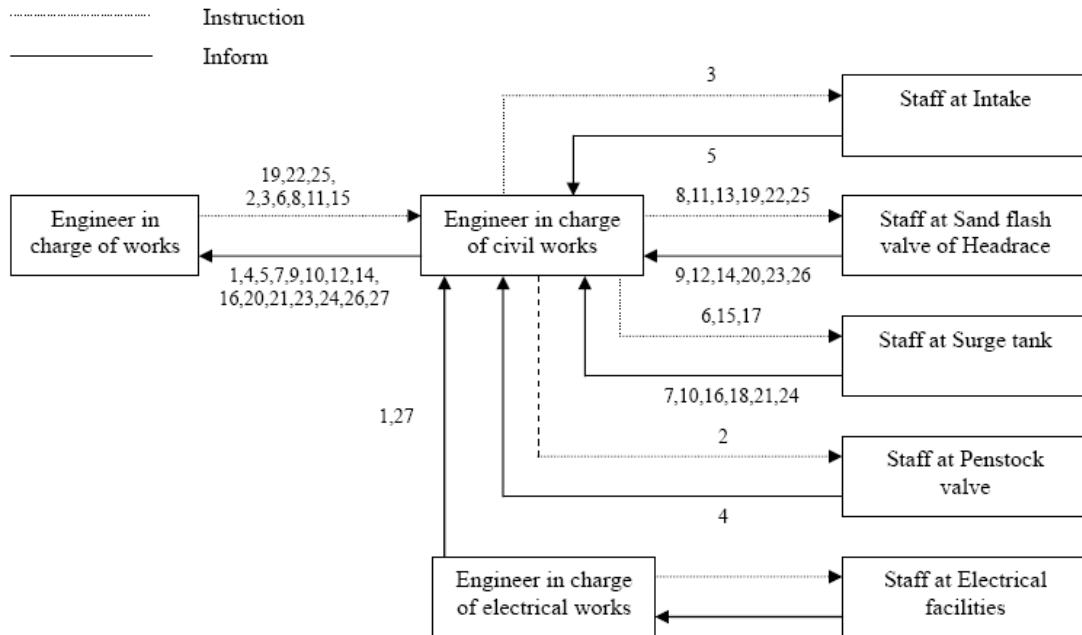 Instruction
Inform
3
Staff at Intake
5
19,22,25,
2,3,6,8,11,15
8,11,13,19,22,25
Engineer in
charge of works
Engineer in charge
of civil works
Staff at Sand flash
valve of Headrace
1,4,5,7,9,10,12,14,
16,20,21,23,24,26,27
9,12,14,20,23,26
6,15,17
Staff at Surge tank
7,10,16,18,21,24
1,27
2
Staff at Penstock
valve
4
Engineer in charge
of electrical works
Staff at Electrical
facilities